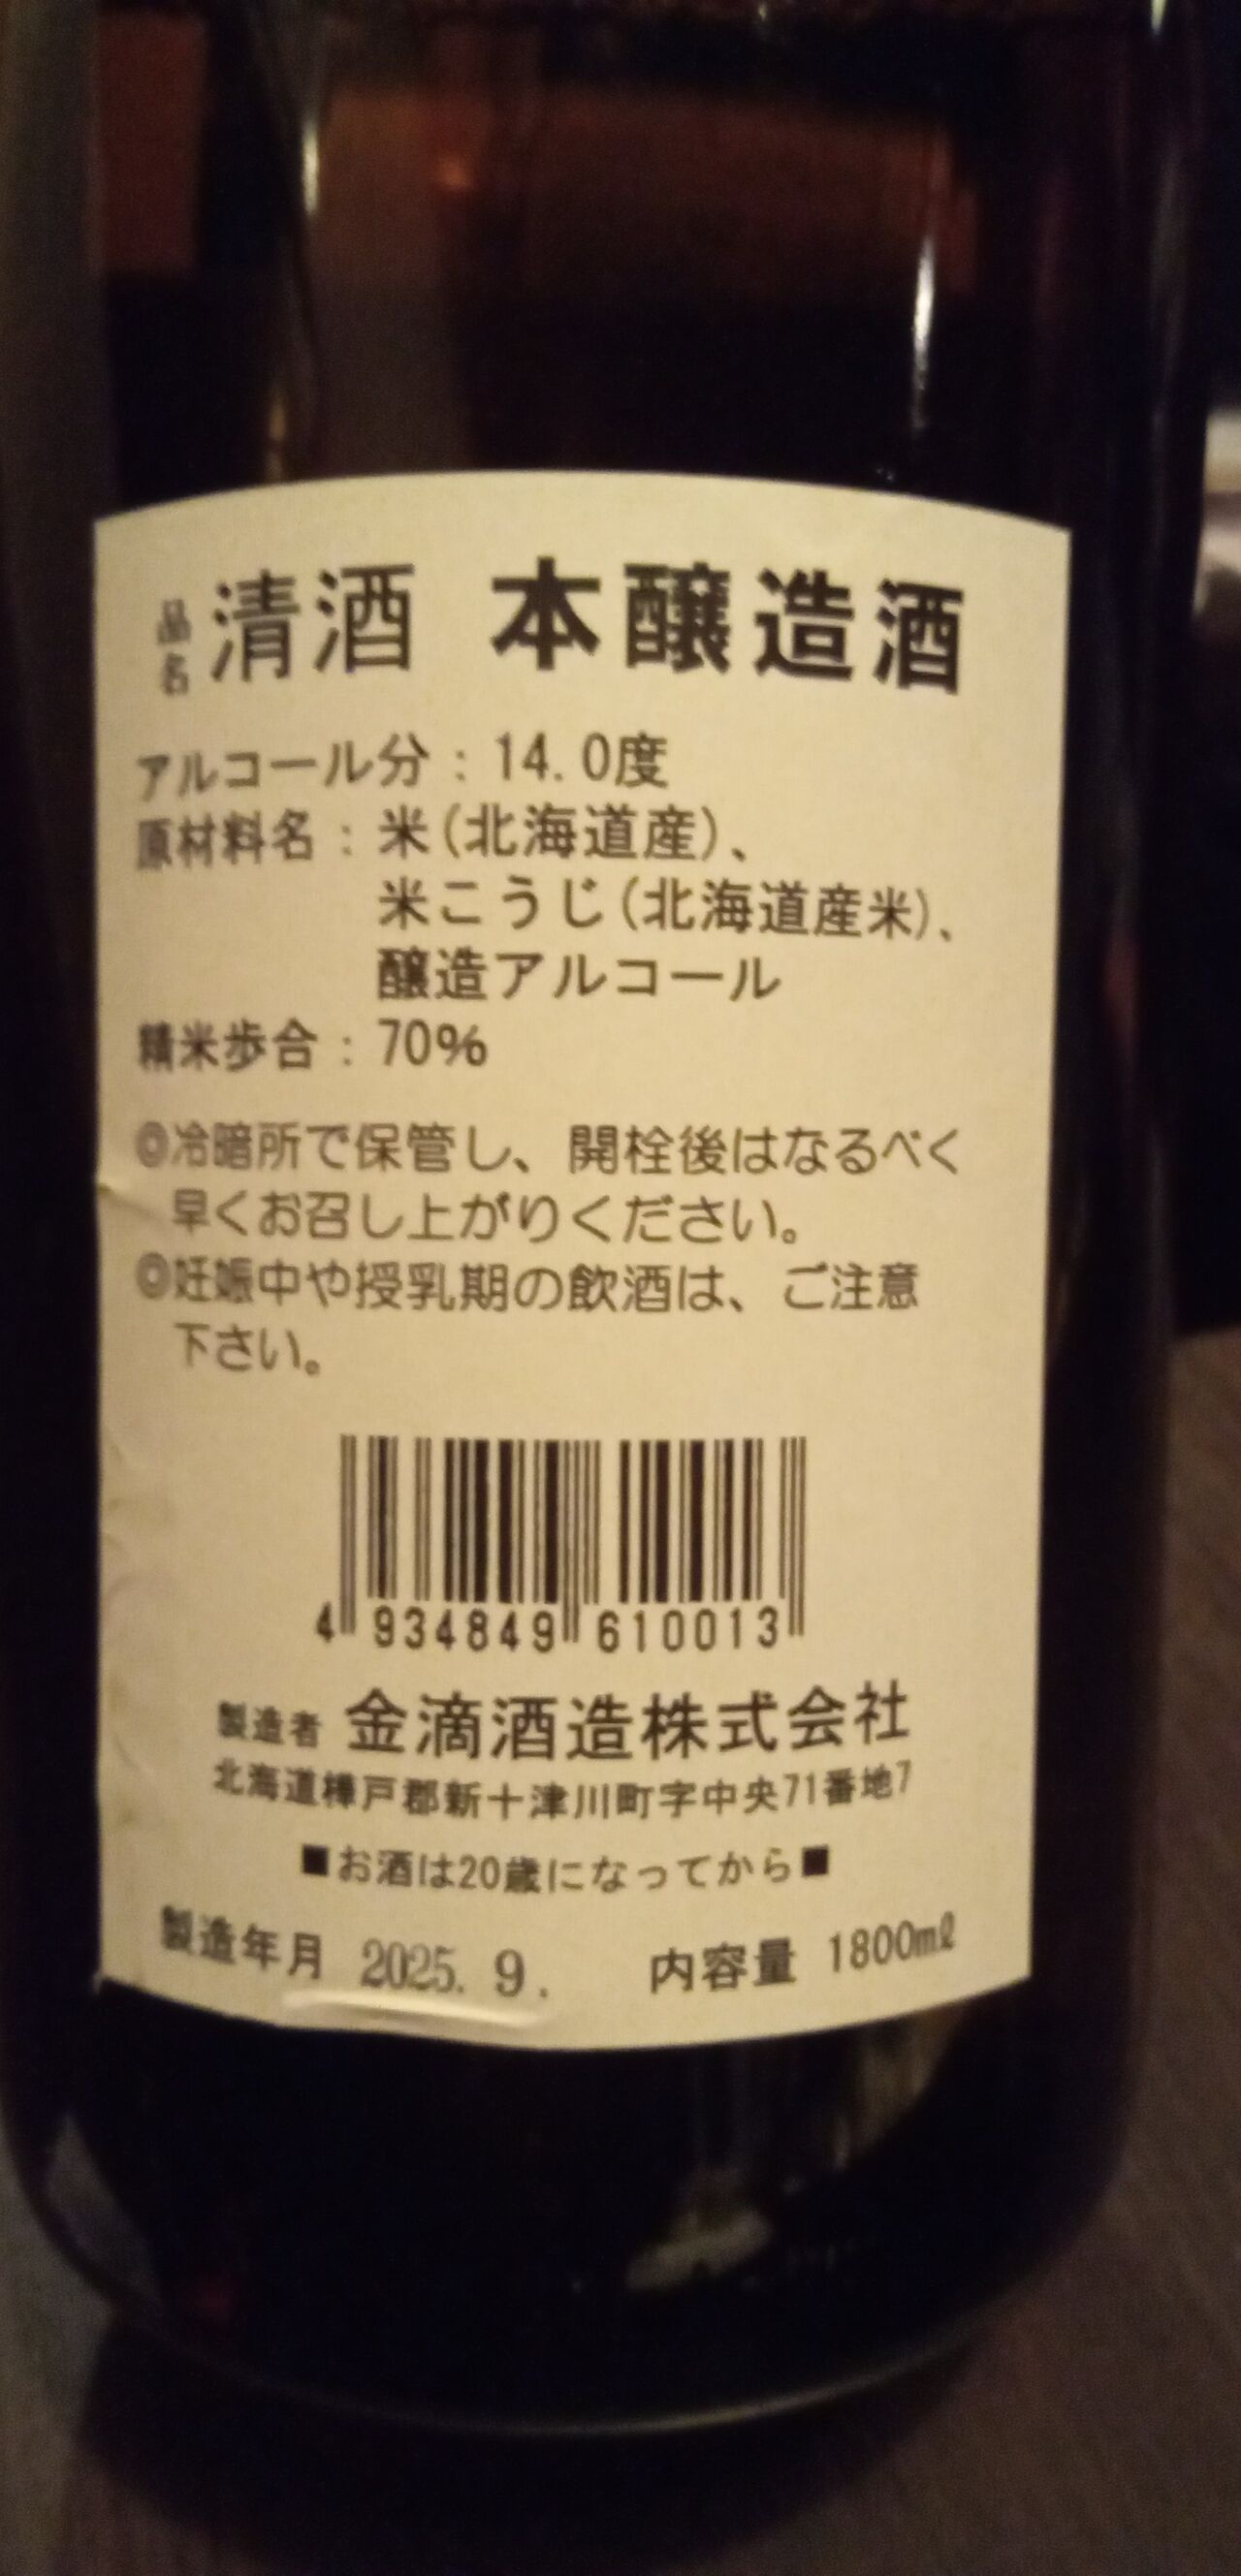 品名 清酒 本醸造酒
アルコール分：14.0度
原材料名：米(北海道産)、
米こうじ(北海道産米)、
醸造アルコール
精米歩合：70%
◎冷暗所で保管し、開栓後はなるべく
早くお召し上がりください。
◎妊娠中や授乳期の飲酒は、ご注意
下さい。
4 934849 610013
製造者 金滴酒造株式会社
北海道樺戸郡新十津川町字中央71番地7
■お酒は20歳になってから■
製造年月 2025. 9. 内容量 1800mℓ